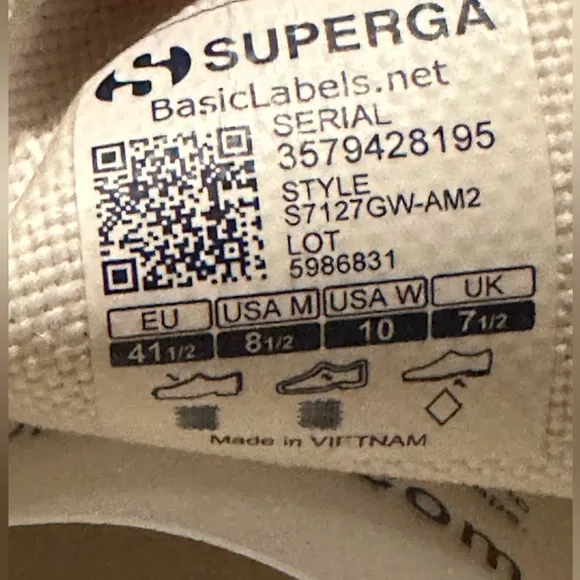 SUPERGA
BasicLabels.net
SERIAL
3579428195
STYLE
S7127GW-AM2
LOT
5986831
EU USA M USA W UK
41 1/2 8 1/2 10 7 1/2
Made in VIETNAM
om